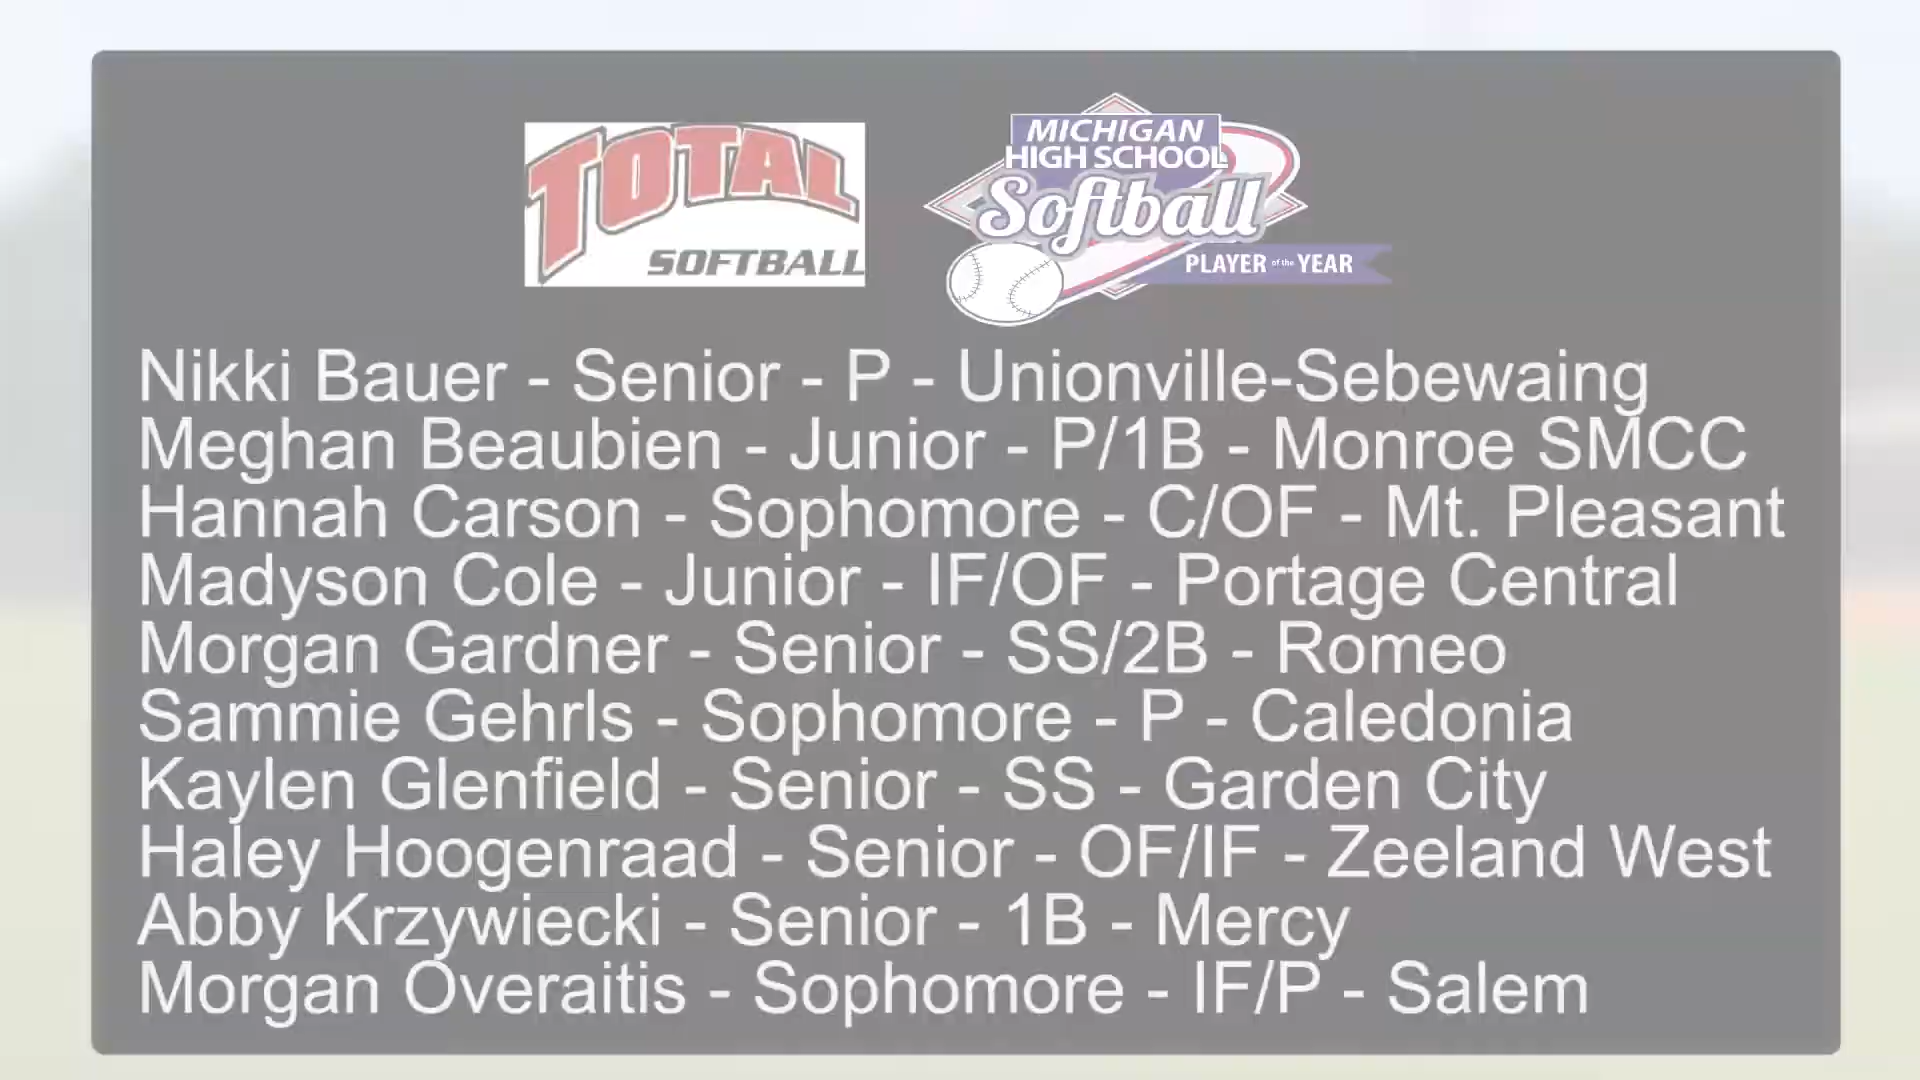 TOTAL
SOFTBALL
MICHIGAN
HIGH SCHOOL
Softball
PLAYER of the YEAR
Nikki Bauer - Senior - P - Unionville-Sebewaing
Meghan Beaubien - Junior - P/1B - Monroe SMCC
Hannah Carson - Sophomore - C/OF - Mt. Pleasant
Madyson Cole - Junior - IF/OF - Portage Central
Morgan Gardner - Senior - SS/2B - Romeo
Sammie Gehrls - Sophomore - P - Caledonia
Kaylen Glenfield - Senior - SS - Garden City
Haley Hoogenraad - Senior - OF/IF - Zeeland West
Abby Krzywiecki - Senior - 1B - Mercy
Morgan Overaitis - Sophomore - IF/P - Salem